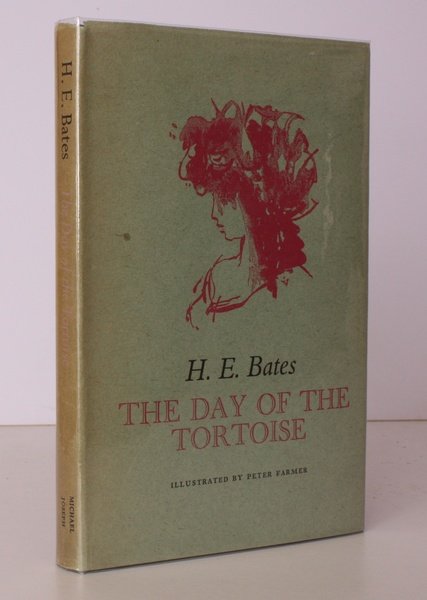 H. E. Bates
THE DAY OF THE
TORTOISE
ILLUSTRATED BY PETER FARMER
H. E. Bates
The Day of the Tortoise
MICHAEL
JOSEPH